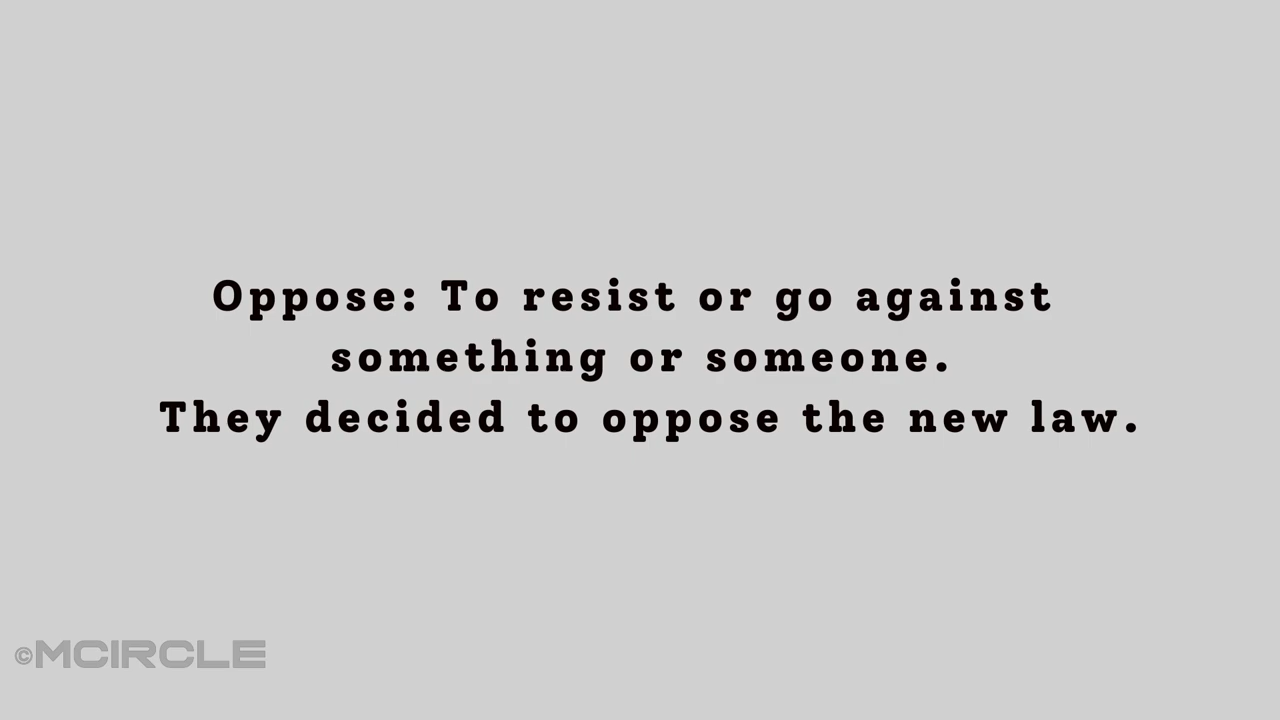 Oppose: To resist or go against
something or someone.
They decided to oppose the new law.
©MCIRCLE